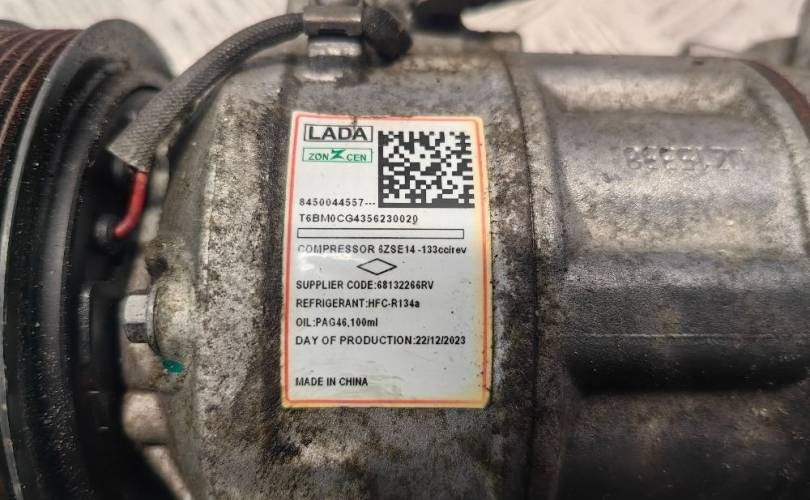 LADA
ZON CEN
8450044557---
T6BM0CG4356230020
COMPRESSOR 6ZSE14 -133cc/rev
SUPPLIER CODE:68132266RV
REFRIGERANT:HFC-R134a
OIL:PAG46,100ml
DAY OF PRODUCTION:22/12/2023
MADE IN CHINA